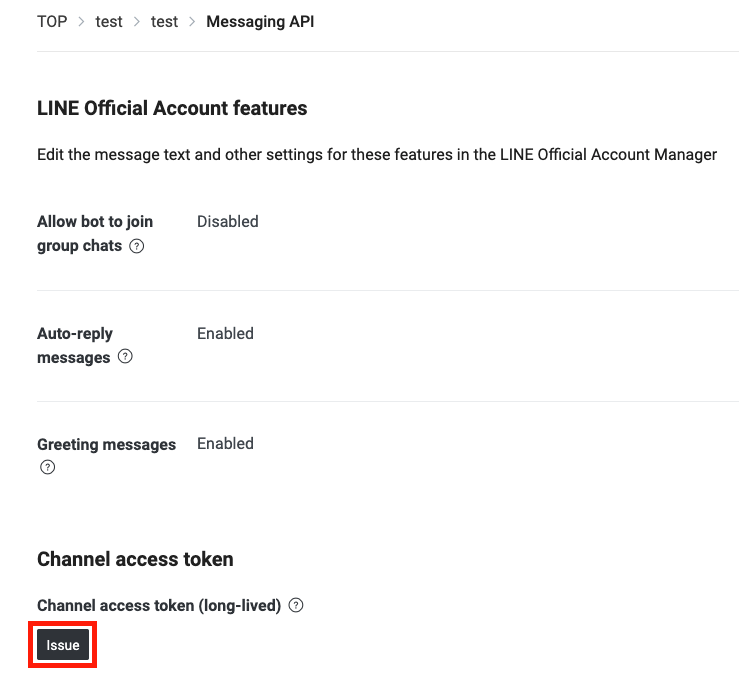 TOP > test > test > Messaging API
LINE Official Account features
Edit the message text and other settings for these features in the LINE Official Account Manager
Allow bot to join Disabled
group chats ?
Auto-reply Enabled
messages ?
Greeting messages Enabled
?
Channel access token
Channel access token (long-lived) ?
Issue